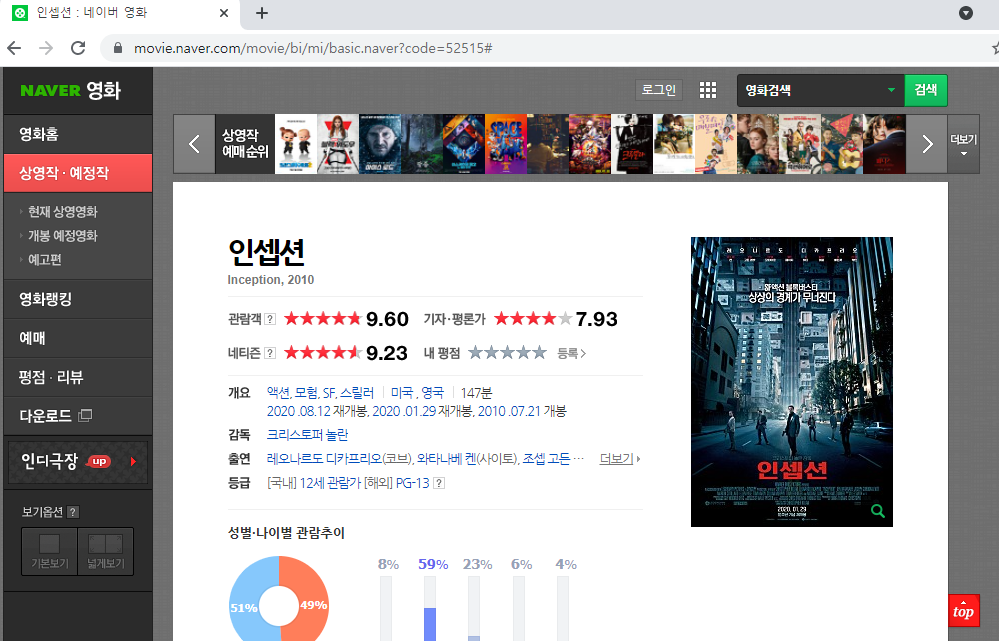 인셉션 : 네이버 영화
movie.naver.com/movie/bi/mi/basic.naver?code=52515#
NAVER 영화
로그인
영화검색
검색
영화홈
상영작 · 예정작
현재 상영영화
개봉 예정영화
예고편
영화랭킹
예매
평점 · 리뷰
다운로드
인디극장 up
보기옵션 ?
기본보기 넓게보기
상영작
예매순위
더보기
인셉션
Inception, 2010
관람객 ? 9.60 기자·평론가 7.93
네티즌 ? 9.23 내 평점 등록
개요 액션, 모험, SF, 스릴러 미국, 영국 147분
2020 .08.12 재개봉, 2020 .01.29 재개봉, 2010 .07.21 개봉
감독 크리스토퍼 놀란
출연 레오나르도 디카프리오(코브), 와타나베 켄(사이토), 조셉 고든 ··· 더보기
등급 [국내] 12세 관람가 [해외] PG-13 ?
성별·나이별 관람추이
51% 49%
8% 59% 23% 6% 4%
레오나르도 디카프리오
상상의 경계가 무너진다
인셉션
2020. 01.29
top